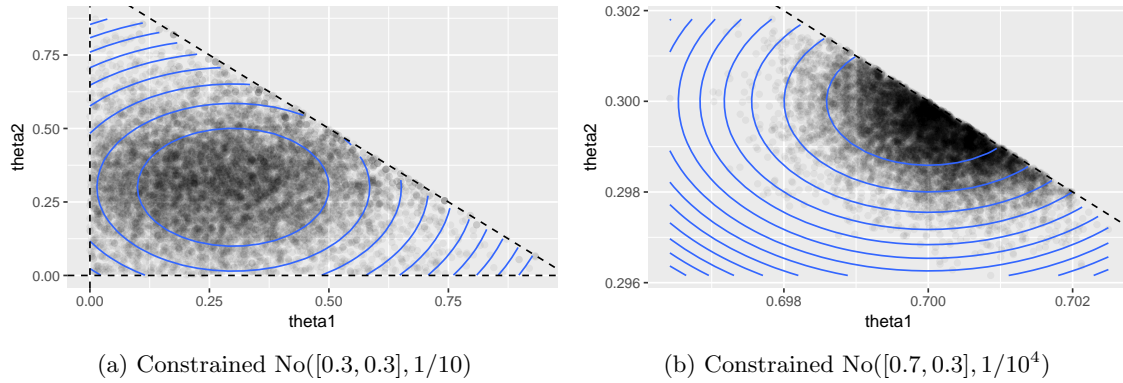 0.75
0.50
0.25
0.00
theta2
0.00
0.25
0.50
0.75
theta1
(a) Constrained No([0.3, 0.3], 1/10)
0.302
0.300
0.298
0.296
theta2
0.698
0.700
0.702
theta1
(b) Constrained No([0.7, 0.3], 1/10⁴)